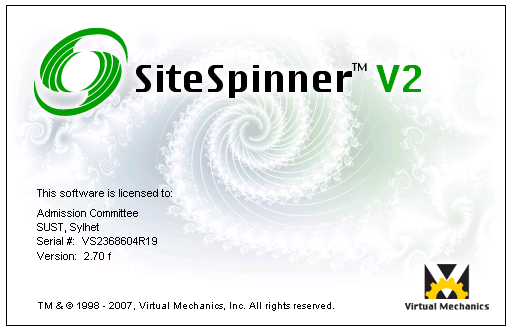 SiteSpinner™ V2
This software is licensed to:
Admission Committee
SUST, Sylhet
Serial #: VS2368604R19
Version: 2.70 f
TM & © 1998 - 2007, Virtual Mechanics, Inc. All rights reserved.
Virtual Mechanics